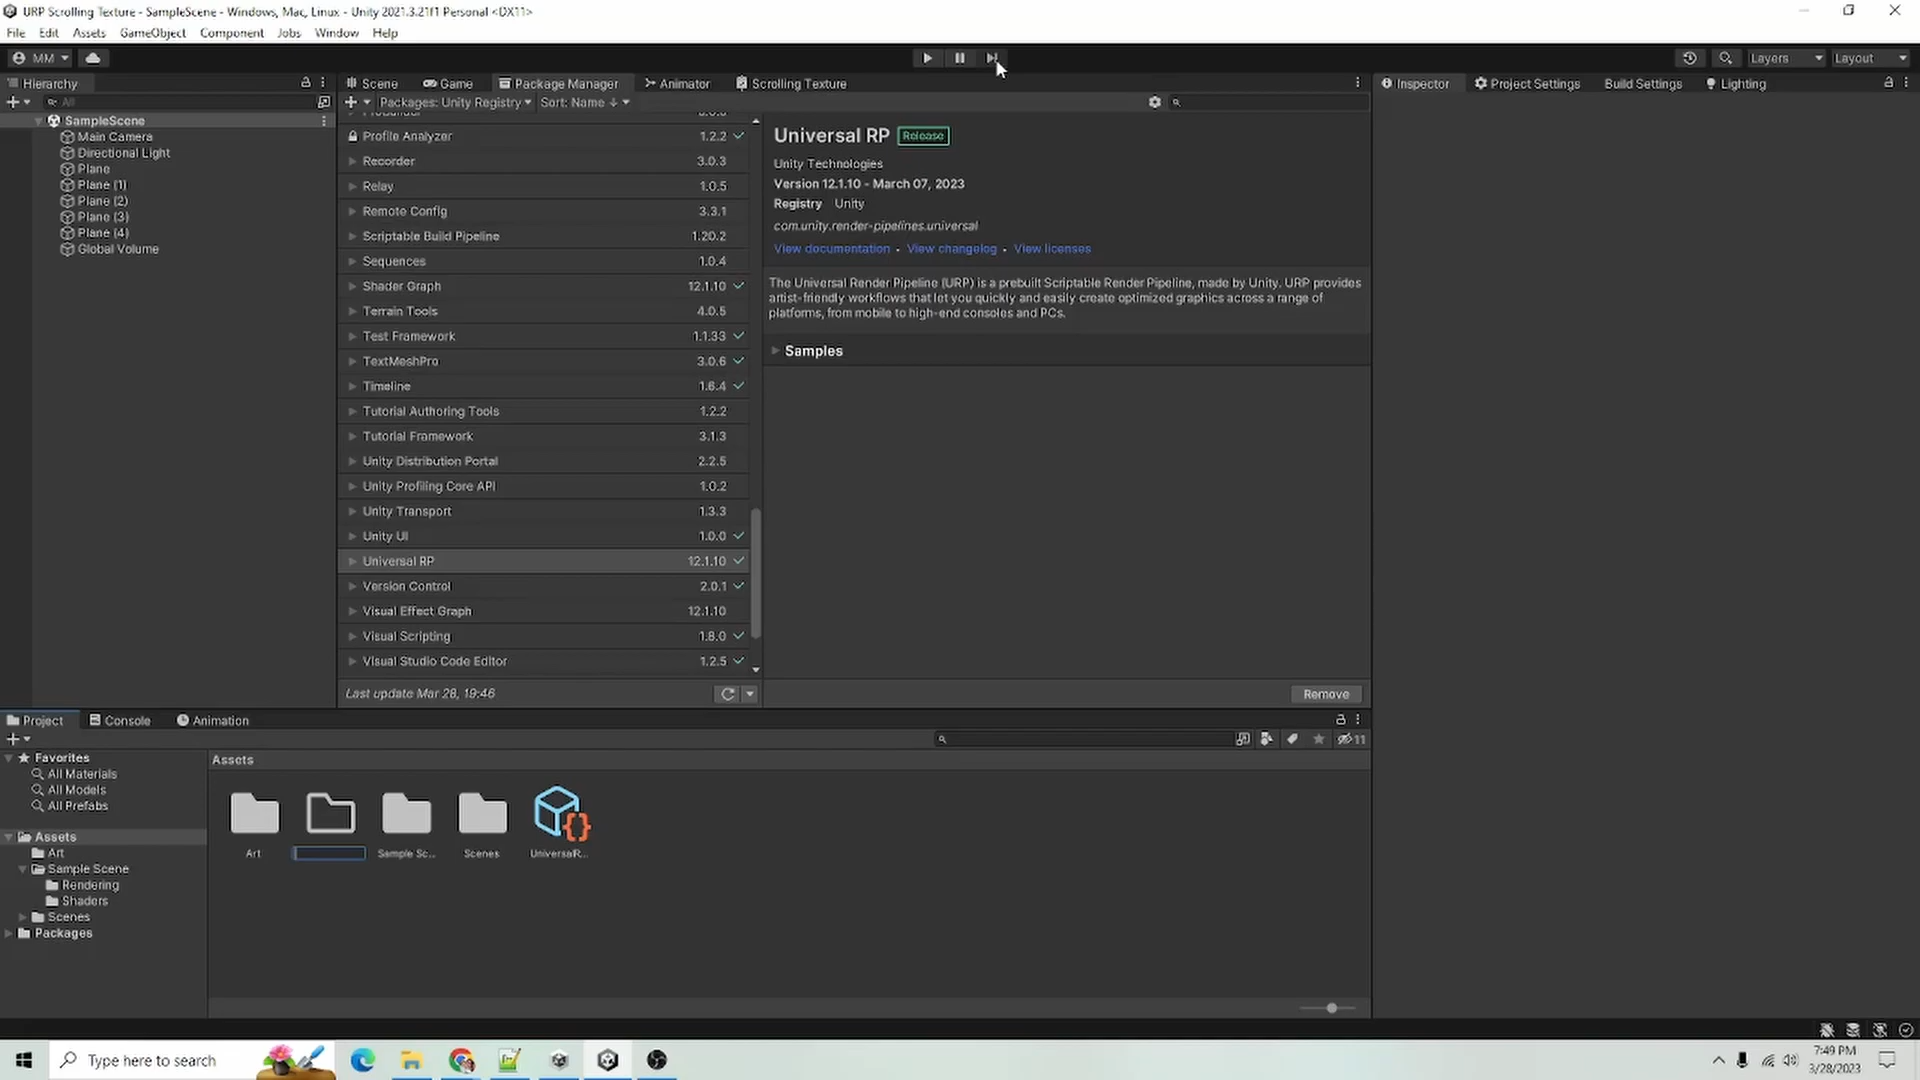 URP Scrolling Texture - SampleScene - Windows, Mac, Linux - Unity 2021.3.21f1 Personal <DX11>
File Edit Assets GameObject Component Jobs Window Help
MM Layers Layout
Hierarchy Scene Game Package Manager Animator Scrolling Texture Inspector Project Settings Build Settings Lighting
All Packages: Unity Registry Sort: Name ↓
SampleScene
Main Camera
Directional Light
Plane
Plane (1)
Plane (2)
Plane (3)
Plane (4)
Global Volume
Profile Analyzer 1.2.2
Recorder 3.0.3
Relay 1.0.5
Remote Config 3.3.1
Scriptable Build Pipeline 1.20.2
Sequences 1.0.4
Shader Graph 12.1.10
Terrain Tools 4.0.5
Test Framework 1.1.33
TextMeshPro 3.0.6
Timeline 1.6.4
Tutorial Authoring Tools 1.2.2
Tutorial Framework 3.1.3
Unity Distribution Portal 2.2.5
Unity Profiling Core API 1.0.2
Unity Transport 1.3.3
Unity UI 1.0.0
Universal RP 12.1.10
Version Control 2.0.1
Visual Effect Graph 12.1.10
Visual Scripting 1.8.0
Visual Studio Code Editor 1.2.5
Last update Mar 28, 19:46
Universal RP Release
Unity Technologies
Version 12.1.10 - March 07, 2023
Registry Unity
com.unity.render-pipelines.universal
View documentation • View changelog • View licenses
The Universal Render Pipeline (URP) is a prebuilt Scriptable Render Pipeline, made by Unity. URP provides
artist-friendly workflows that let you quickly and easily create optimized graphics across a range of
platforms, from mobile to high-end consoles and PCs.
Samples
Remove
Project Console Animation
11
Favorites
All Materials
All Models
All Prefabs
Assets
Art
Sample Scene
Rendering
Shaders
Scenes
Packages
Assets
Art Sample Sc... Scenes UniversalR...
Type here to search
7:49 PM
3/28/2023